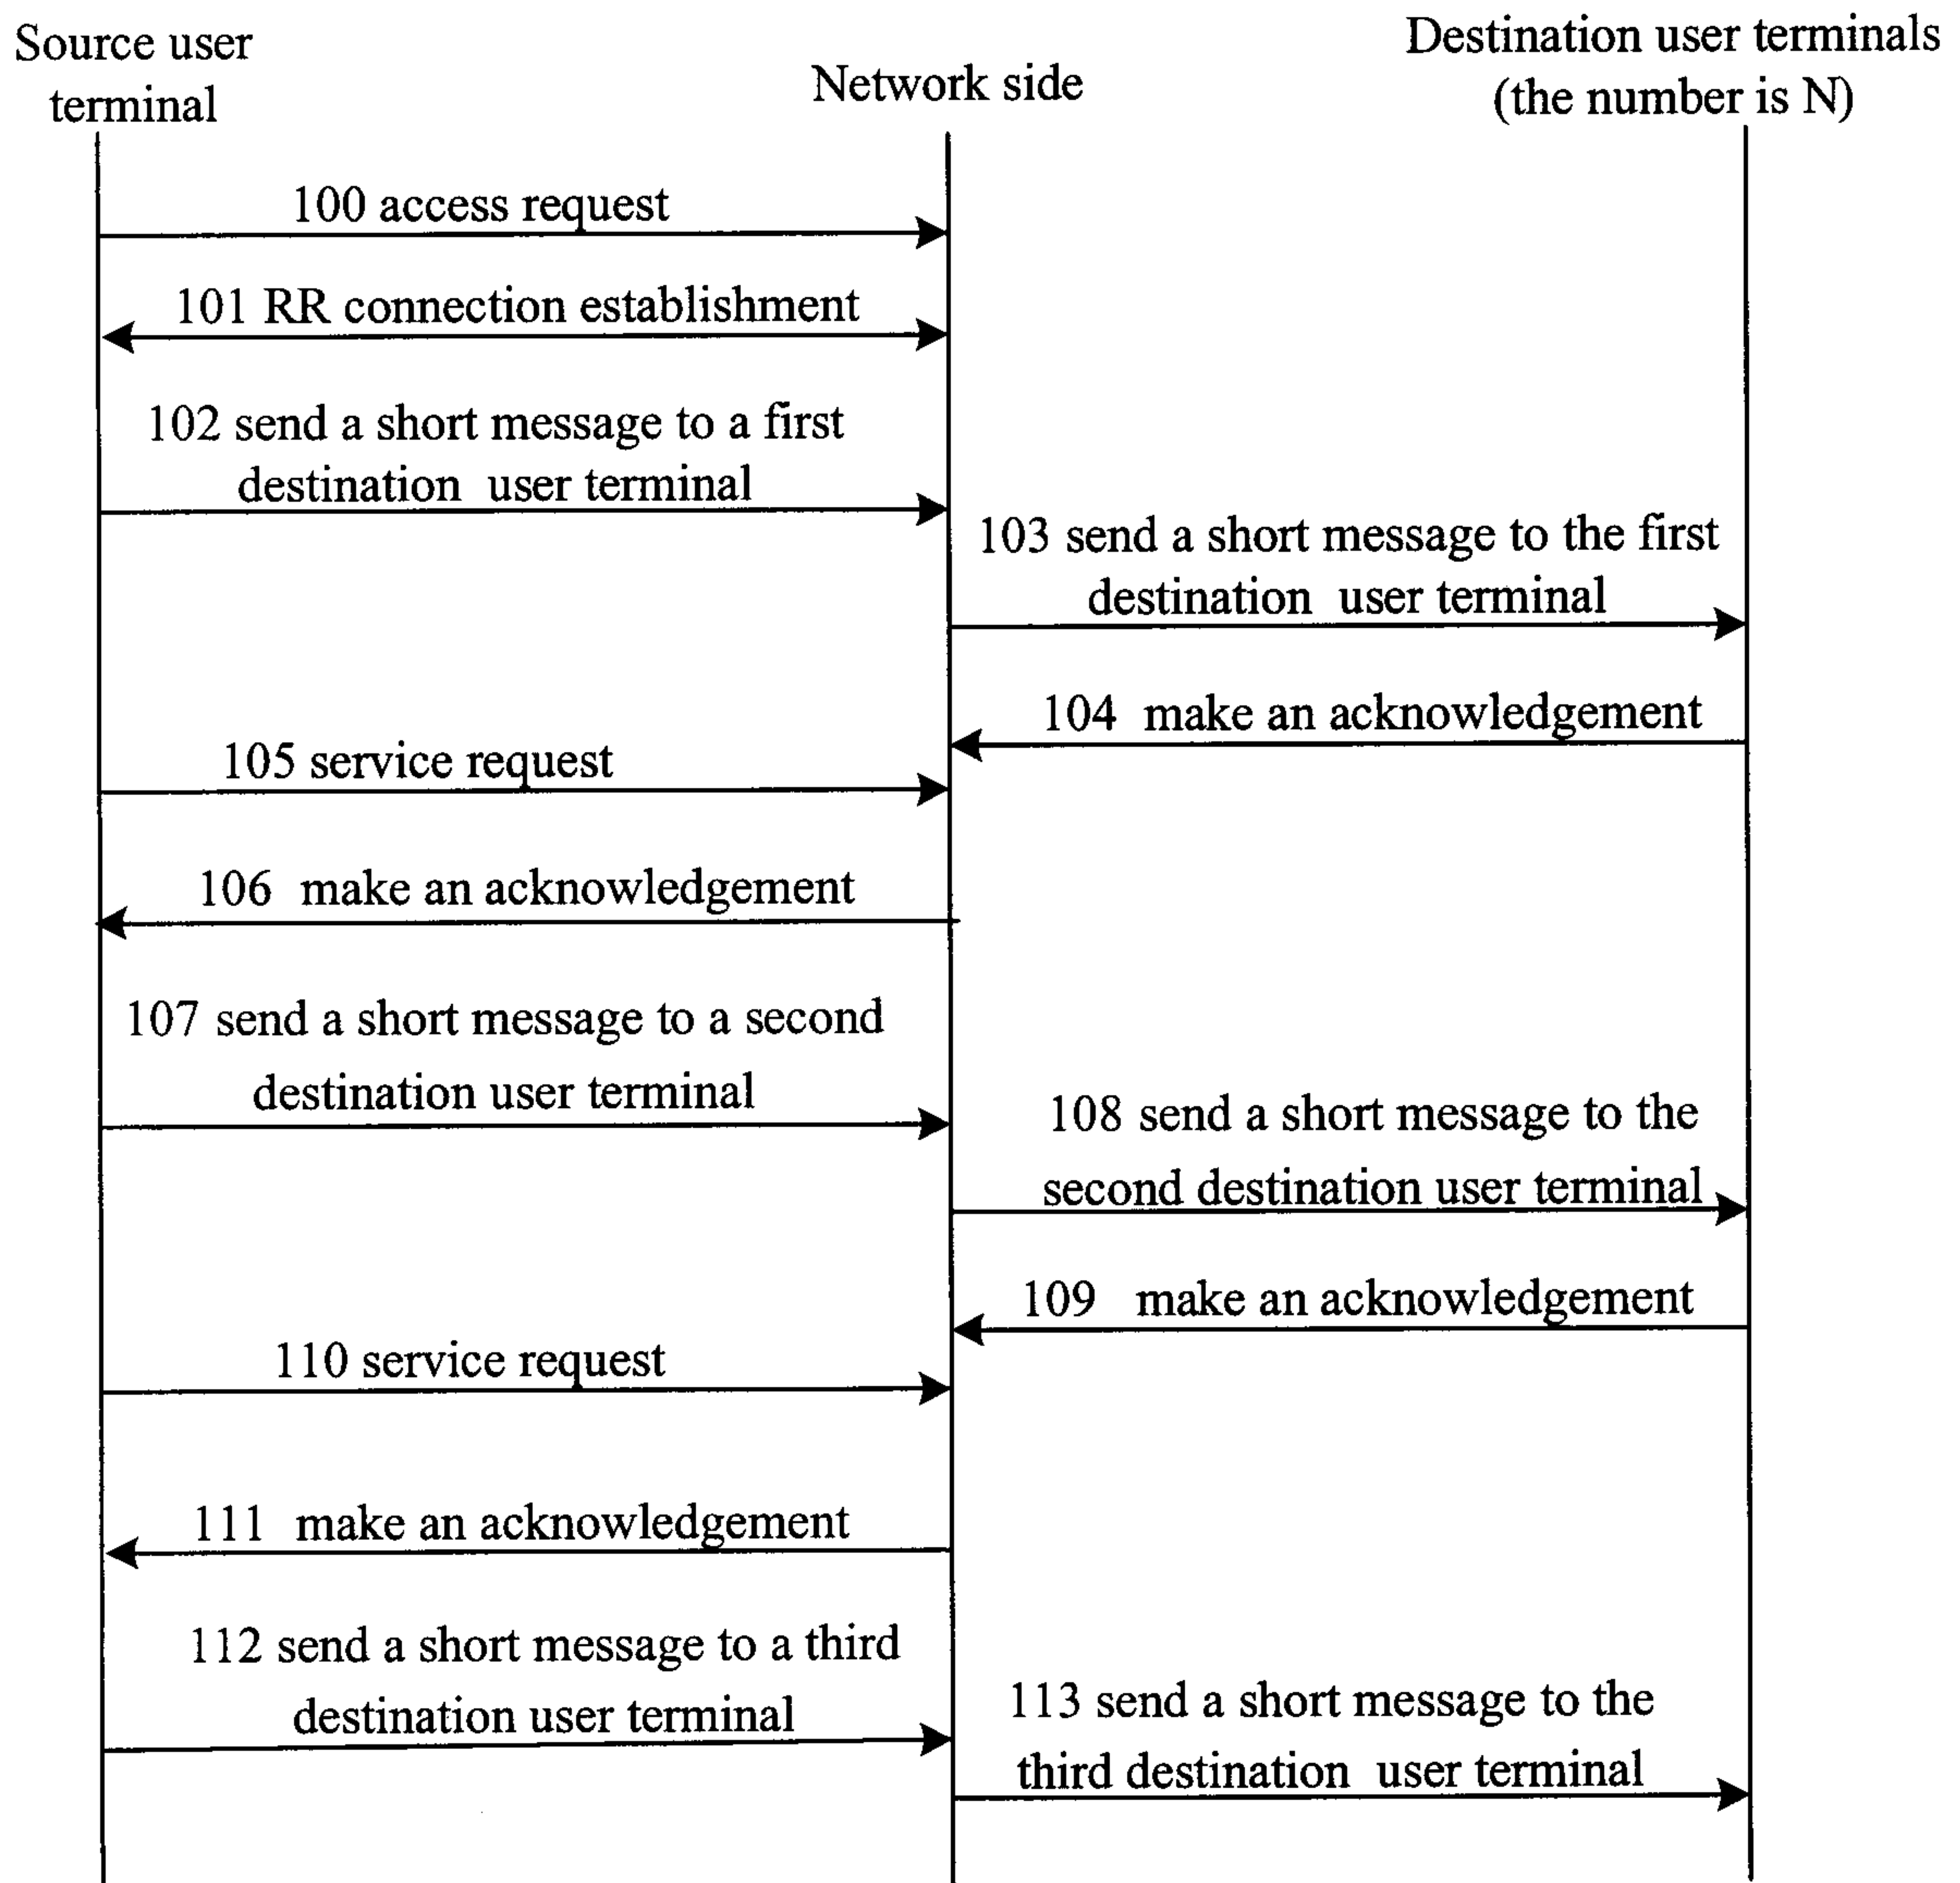 Source user
terminal
Network side
Destination user terminals
(the number is N)
100 access request
101 RR connection establishment
102 send a short message to a first
destination user terminal
103 send a short message to the first
destination user terminal
104 make an acknowledgement
105 service request
106 make an acknowledgement
107 send a short message to a second
destination user terminal
108 send a short message to the
second destination user terminal
109 make an acknowledgement
110 service request
111 make an acknowledgement
112 send a short message to a third
destination user terminal
113 send a short message to the
third destination user terminal